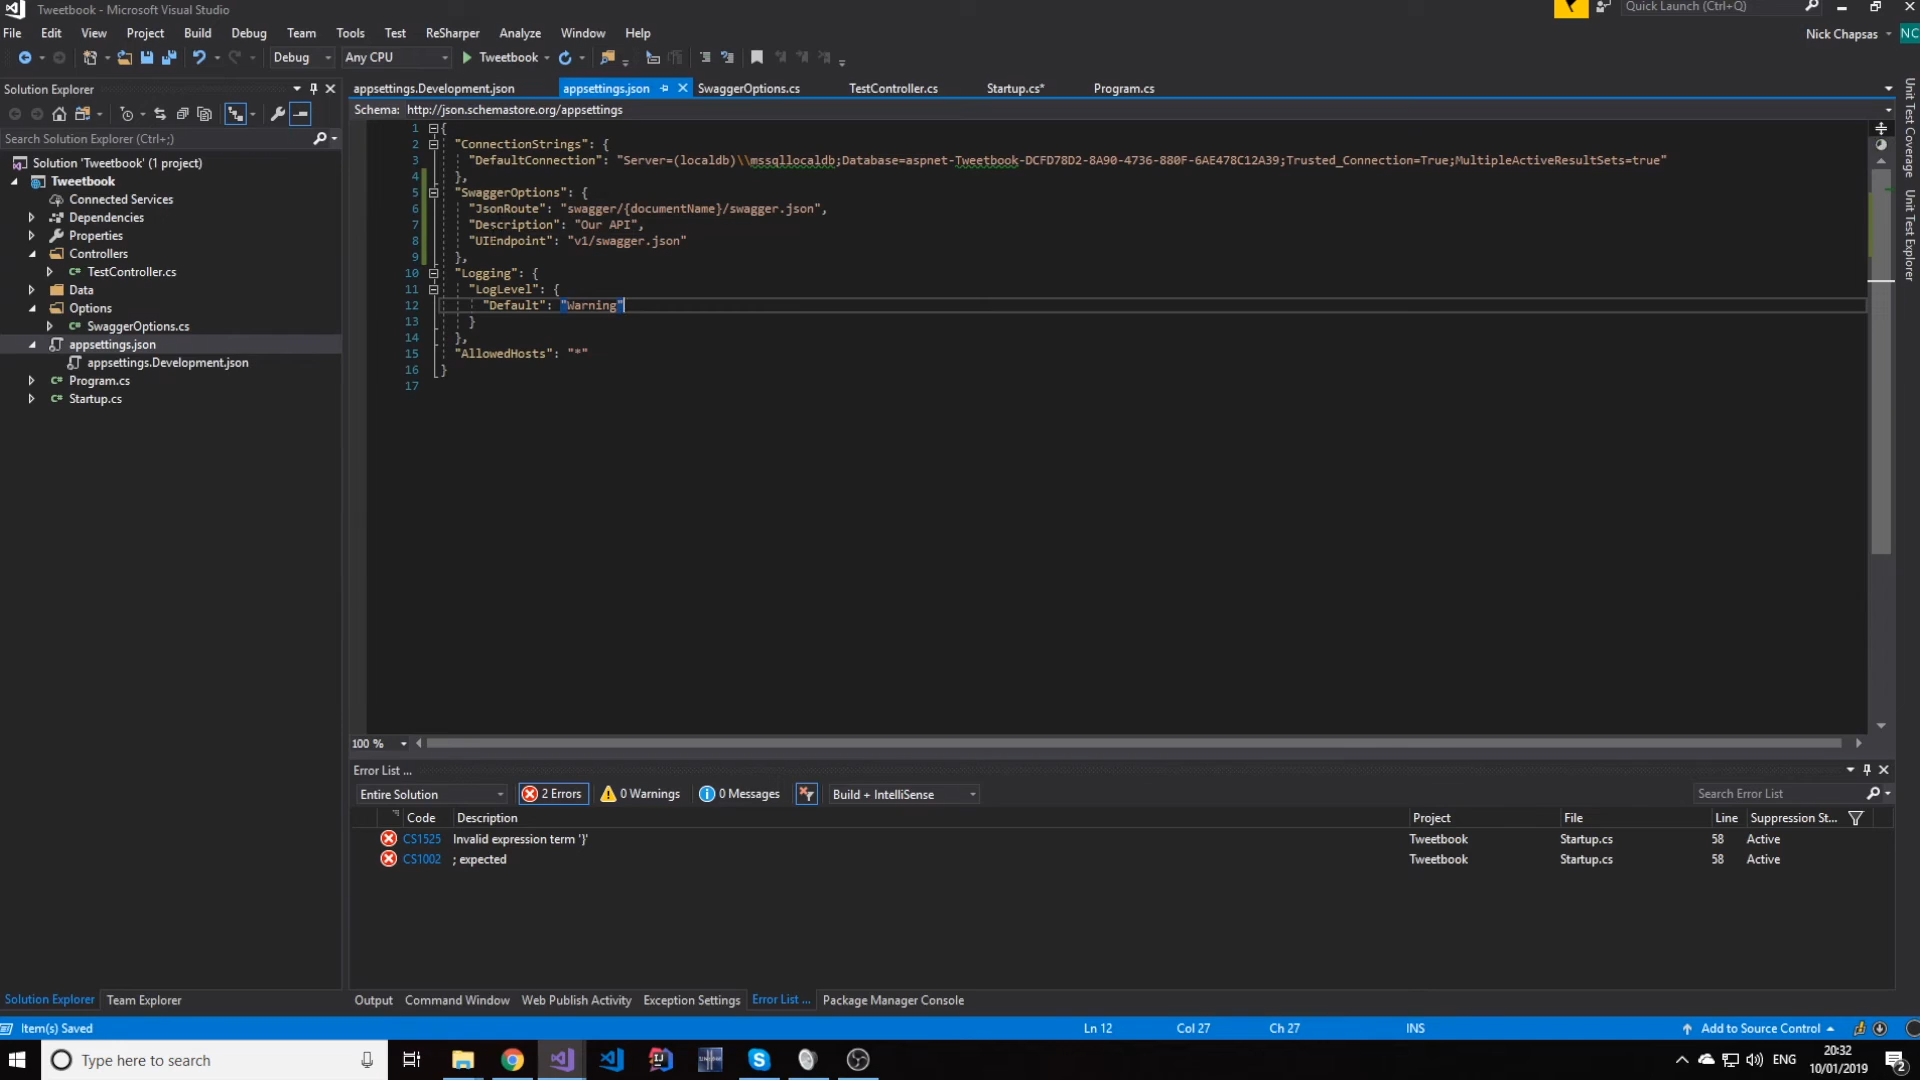 Tweetbook - Microsoft Visual Studio
Quick Launch (Ctrl+Q)
File Edit View Project Build Debug Team Tools Test ReSharper Analyze Window Help
Nick Chapsas NC
Debug Any CPU Tweetbook
Solution Explorer
appsettings.Development.json appsettings.json SwaggerOptions.cs TestController.cs Startup.cs* Program.cs
Schema: http://json.schemastore.org/appsettings
Search Solution Explorer (Ctrl+;)
Solution 'Tweetbook' (1 project)
Tweetbook
Connected Services
Dependencies
Properties
Controllers
C# TestController.cs
Data
Options
C# SwaggerOptions.cs
appsettings.json
appsettings.Development.json
C# Program.cs
C# Startup.cs
1 {
2 "ConnectionStrings": {
3 "DefaultConnection": "Server=(localdb)\\mssqllocaldb;Database=aspnet-Tweetbook-DCFD78D2-8A90-4736-880F-6AE478C12A39;Trusted_Connection=True;MultipleActiveResultSets=true"
4 },
5 "SwaggerOptions": {
6 "JsonRoute": "swagger/{documentName}/swagger.json",
7 "Description": "Our API",
8 "UIEndpoint": "v1/swagger.json"
9 },
10 "Logging": {
11 "LogLevel": {
12 "Default": "Warning"
13 }
14 },
15 "AllowedHosts": "*"
16 }
17
Unit Test Coverage
Unit Test Explorer
100 %
Error List ...
Entire Solution 2 Errors 0 Warnings 0 Messages Build + IntelliSense Search Error List
Code Description Project File Line Suppression St...
CS1525 Invalid expression term '}' Tweetbook Startup.cs 58 Active
CS1002 ; expected Tweetbook Startup.cs 58 Active
Solution Explorer Team Explorer
Output Command Window Web Publish Activity Exception Settings Error List ... Package Manager Console
Item(s) Saved Ln 12 Col 27 Ch 27 INS Add to Source Control
Type here to search
ENG
20:32
10/01/2019
2